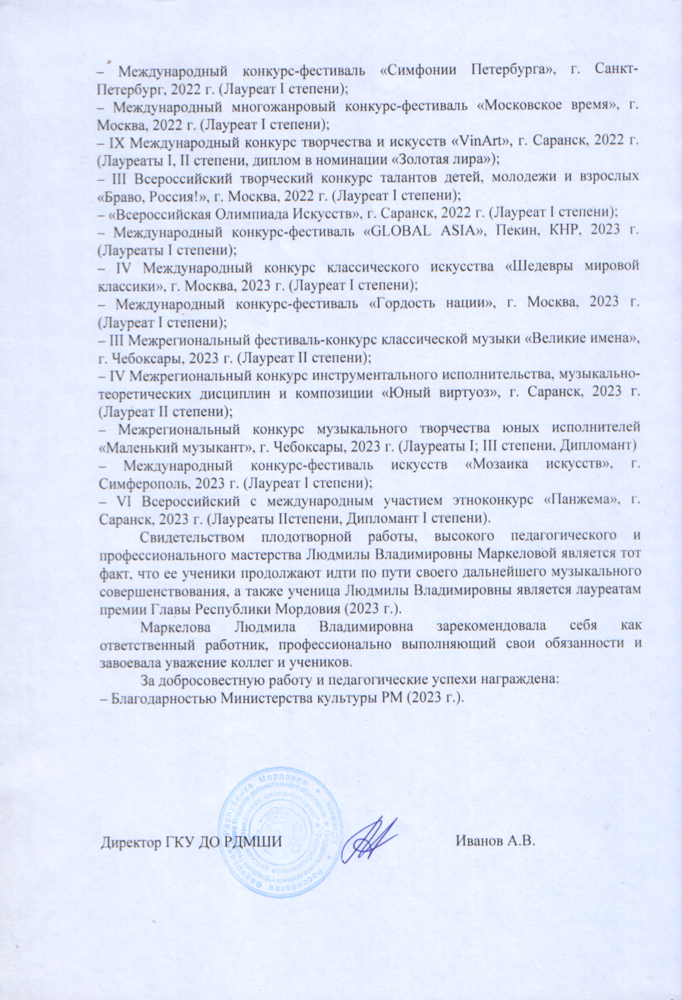 – Международный конкурс-фестиваль «Симфонии Петербурга», г. Санкт-
Петербург, 2022 г. (Лауреат I степени);
– Международный многожанровый конкурс-фестиваль «Московское время», г.
Москва, 2022 г. (Лауреат I степени);
– IX Международный конкурс творчества и искусств «VinArt», г. Саранск, 2022 г.
(Лауреаты I, II степени, диплом в номинации «Золотая лира»);
– III Всероссийский творческий конкурс талантов детей, молодежи и взрослых
«Браво, Россия!», г. Москва, 2022 г. (Лауреат I степени);
– «Всероссийская Олимпиада Искусств», г. Саранск, 2022 г. (Лауреат I степени);
– Международный конкурс-фестиваль «GLOBAL ASIA», Пекин, КНР, 2023 г.
(Лауреаты I степени);
– IV Международный конкурс классического искусства «Шедевры мировой
классики», г. Москва, 2023 г. (Лауреат I степени);
– Международный конкурс-фестиваль «Гордость нации», г. Москва, 2023 г.
(Лауреат I степени);
– III Межрегиональный фестиваль-конкурс классической музыки «Великие имена»,
г. Чебоксары, 2023 г. (Лауреат II степени);
– IV Межрегиональный конкурс инструментального исполнительства, музыкально-
теоретических дисциплин и композиции «Юный виртуоз», г. Саранск, 2023 г.
(Лауреат II степени);
– Межрегиональный конкурс музыкального творчества юных исполнителей
«Маленький музыкант», г. Чебоксары, 2023 г. (Лауреаты I; III степени, Дипломант)
– Международный конкурс-фестиваль искусств «Мозаика искусств», г.
Симферополь, 2023 г. (Лауреат I степени);
– VI Всероссийский с международным участием этноконкурс «Панжема», г.
Саранск, 2023 г. (Лауреаты IIстепени, Дипломант I степени).
Свидетельством плодотворной работы, высокого педагогического и
профессионального мастерства Людмилы Владимировны Маркеловой является тот
факт, что ее ученики продолжают идти по пути своего дальнейшего музыкального
совершенствования, а также ученица Людмилы Владимировны является лауреатам
премии Главы Республики Мордовия (2023 г.).
Маркелова Людмила Владимировна зарекомендовала себя как
ответственный работник, профессионально выполняющий свои обязанности и
завоевала уважение коллег и учеников.
За добросовестную работу и педагогические успехи награждена:
– Благодарностью Министерства культуры РМ (2023 г.).
Директор ГКУ ДО РДМШИ Иванов А.В.
Российская Федерация Республика Мордовия * г. Саранск *